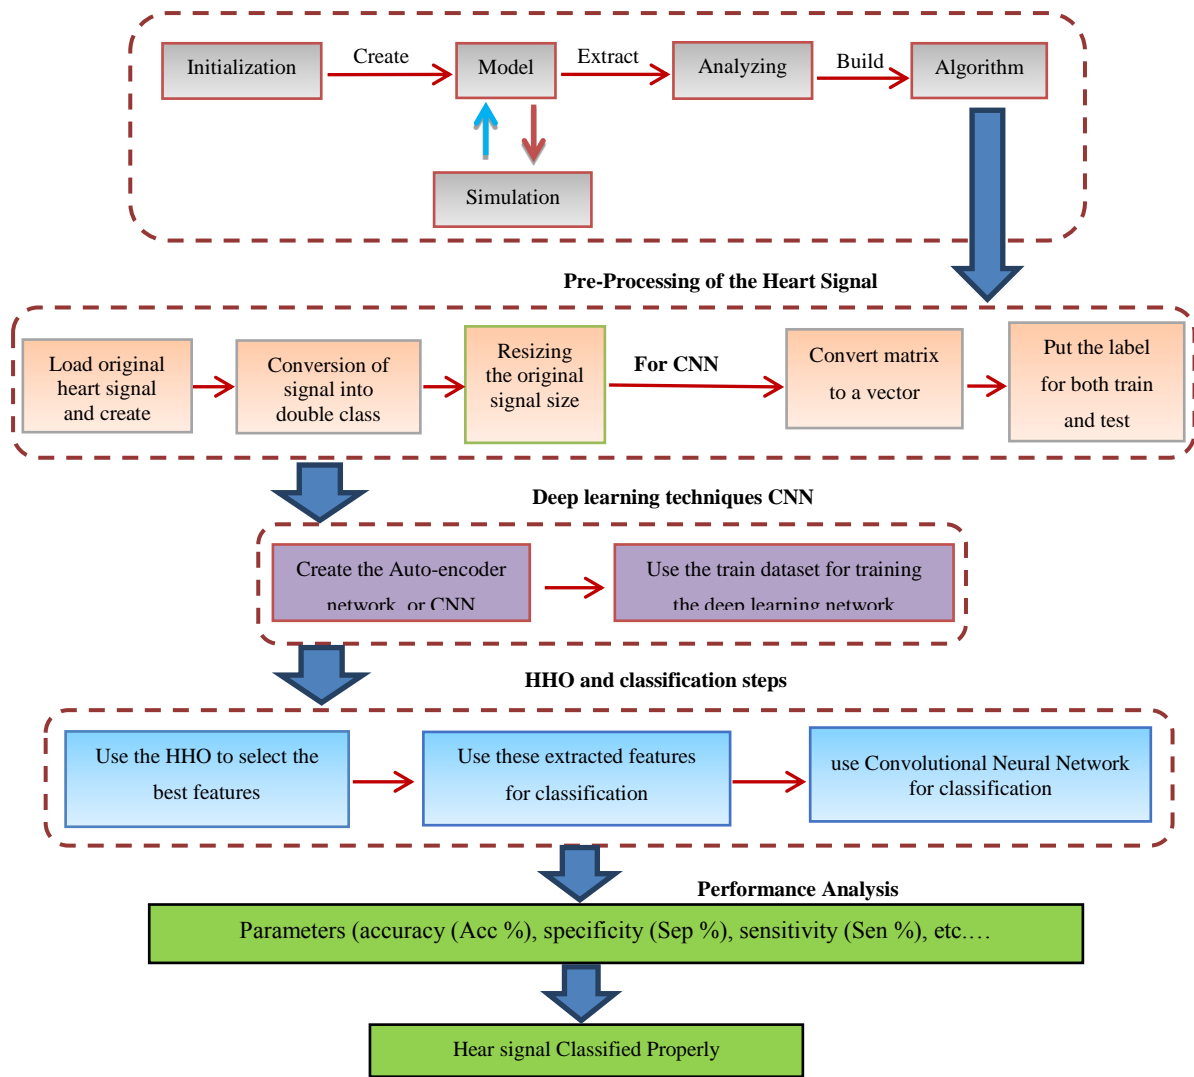 Initialization
Create
Model
Extract
Analyzing
Build
Algorithm
Simulation
Pre-Processing of the Heart Signal
Load original
heart signal
and create
Conversion of
signal into
double class
Resizing
the original
signal size
For CNN
Convert matrix
to a vector
Put the label
for both train
and test
Deep learning techniques CNN
Create the Auto-encoder
network, or CNN
Use the train dataset for training
the deep learning network
HHO and classification steps
Use the HHO to select the
best features
Use these extracted features
for classification
use Convolutional Neural Network
for classification
Performance Analysis
Parameters (accuracy (Acc %), specificity (Sep %), sensitivity (Sen %), etc.…
Hear signal Classified Properly